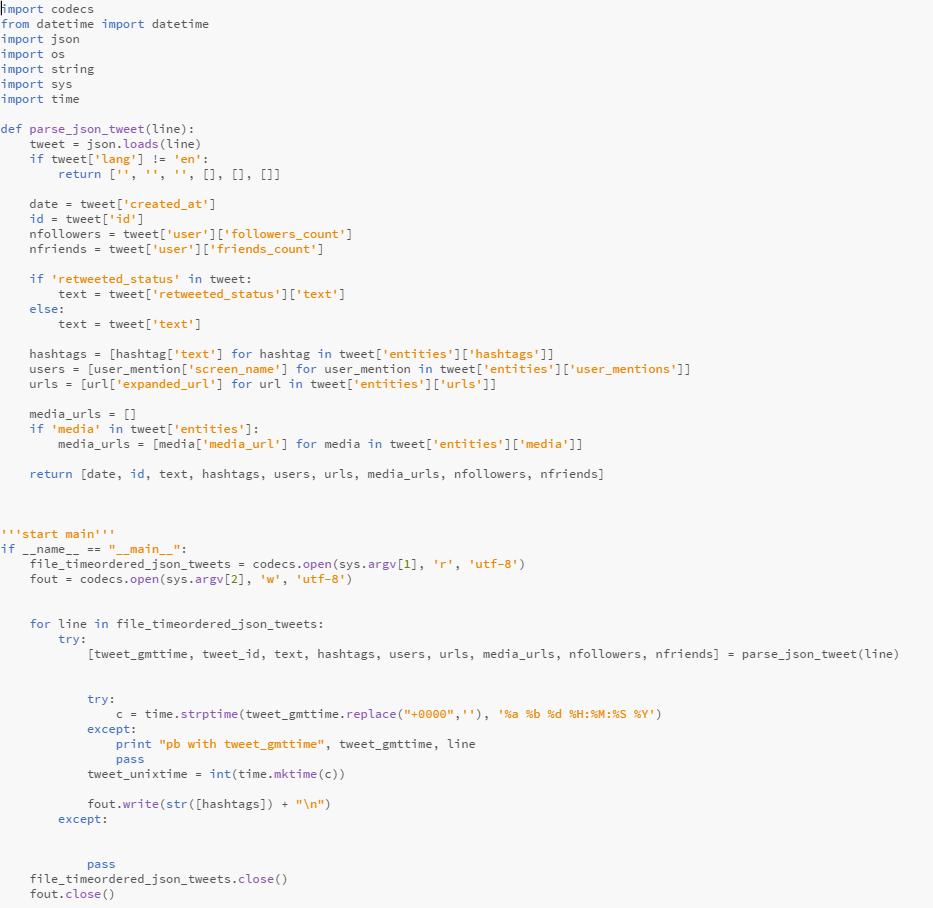 import codecs
from datetime import datetime
import json
import os
import string
import sys
import time

def parse_json_tweet(line):
    tweet = json.loads(line)
    if tweet['lang'] != 'en':
        return ['', '', '', [], [], []]

    date = tweet['created_at']
    id = tweet['id']
    nfollowers = tweet['user']['followers_count']
    nfriends = tweet['user']['friends_count']

    if 'retweeted_status' in tweet:
        text = tweet['retweeted_status']['text']
    else:
        text = tweet['text']

    hashtags = [hashtag['text'] for hashtag in tweet['entities']['hashtags']]
    users = [user_mention['screen_name'] for user_mention in tweet['entities']['user_mentions']]
    urls = [url['expanded_url'] for url in tweet['entities']['urls']]

    media_urls = []
    if 'media' in tweet['entities']:
        media_urls = [media['media_url'] for media in tweet['entities']['media']]

    return [date, id, text, hashtags, users, urls, media_urls, nfollowers, nfriends]



'''start main'''
if __name__ == "__main__":
    file_timeordered_json_tweets = codecs.open(sys.argv[1], 'r', 'utf-8')
    fout = codecs.open(sys.argv[2], 'w', 'utf-8')


    for line in file_timeordered_json_tweets:
        try:
            [tweet_gmttime, tweet_id, text, hashtags, users, urls, media_urls, nfollowers, nfriends] = parse_json_tweet(line)


            try:
                c = time.strptime(tweet_gmttime.replace("+0000",''), '%a %b %d %H:%M:%S %Y')
            except:
                print "pb with tweet_gmttime", tweet_gmttime, line
                pass
            tweet_unixtime = int(time.mktime(c))

            fout.write(str([hashtags]) + "\n")
        except:


            pass
    file_timeordered_json_tweets.close()
    fout.close()